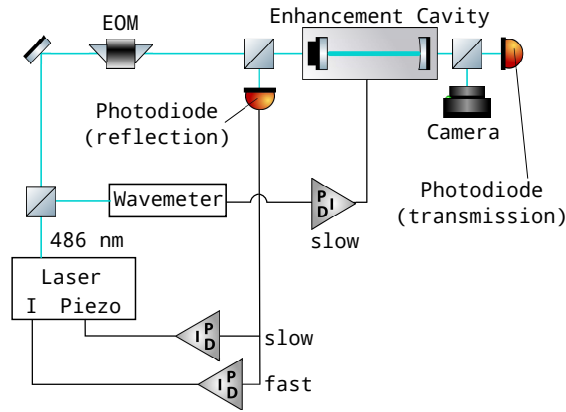 EOM
Enhancement Cavity
Photodiode
(reflection)
Camera
Photodiode
(transmission)
Wavemeter
P
D I
slow
486 nm
Laser
I Piezo
I P
D
slow
I P
D
fast